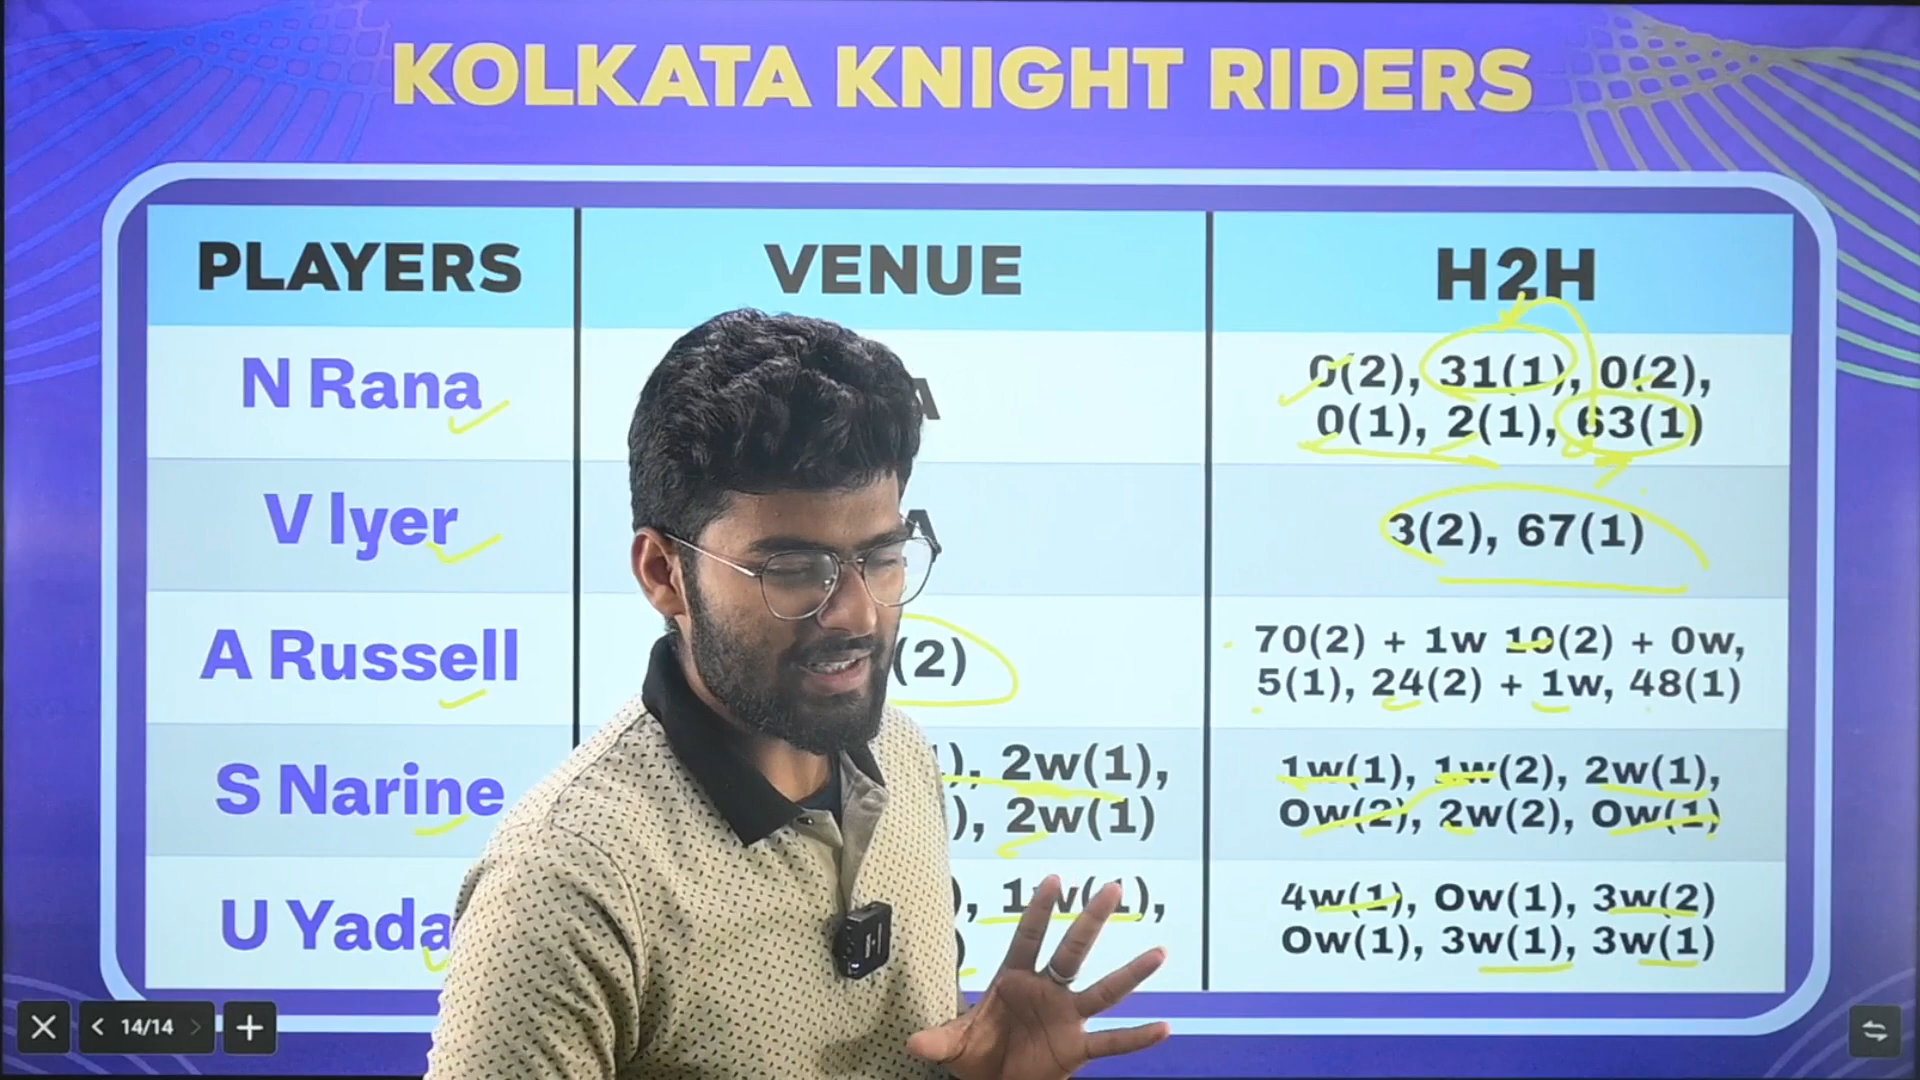 KOLKATA KNIGHT RIDERS
PLAYERS VENUE H2H
N Rana
0(2), 31(1), 0(2),
0(1), 2(1), 63(1)
V Iyer
3(2), 67(1)
A Russell
(2)
70(2) + 1w 10(2) + 0w,
5(1), 24(2) + 1w, 48(1)
S Narine
), 2w(1),
), 2w(1)
1w(1), 1w(2), 2w(1),
0w(2), 2w(2), 0w(1)
U Yada
, 1w(1),
4w(1), 0w(1), 3w(2)
0w(1), 3w(1), 3w(1)
14/14